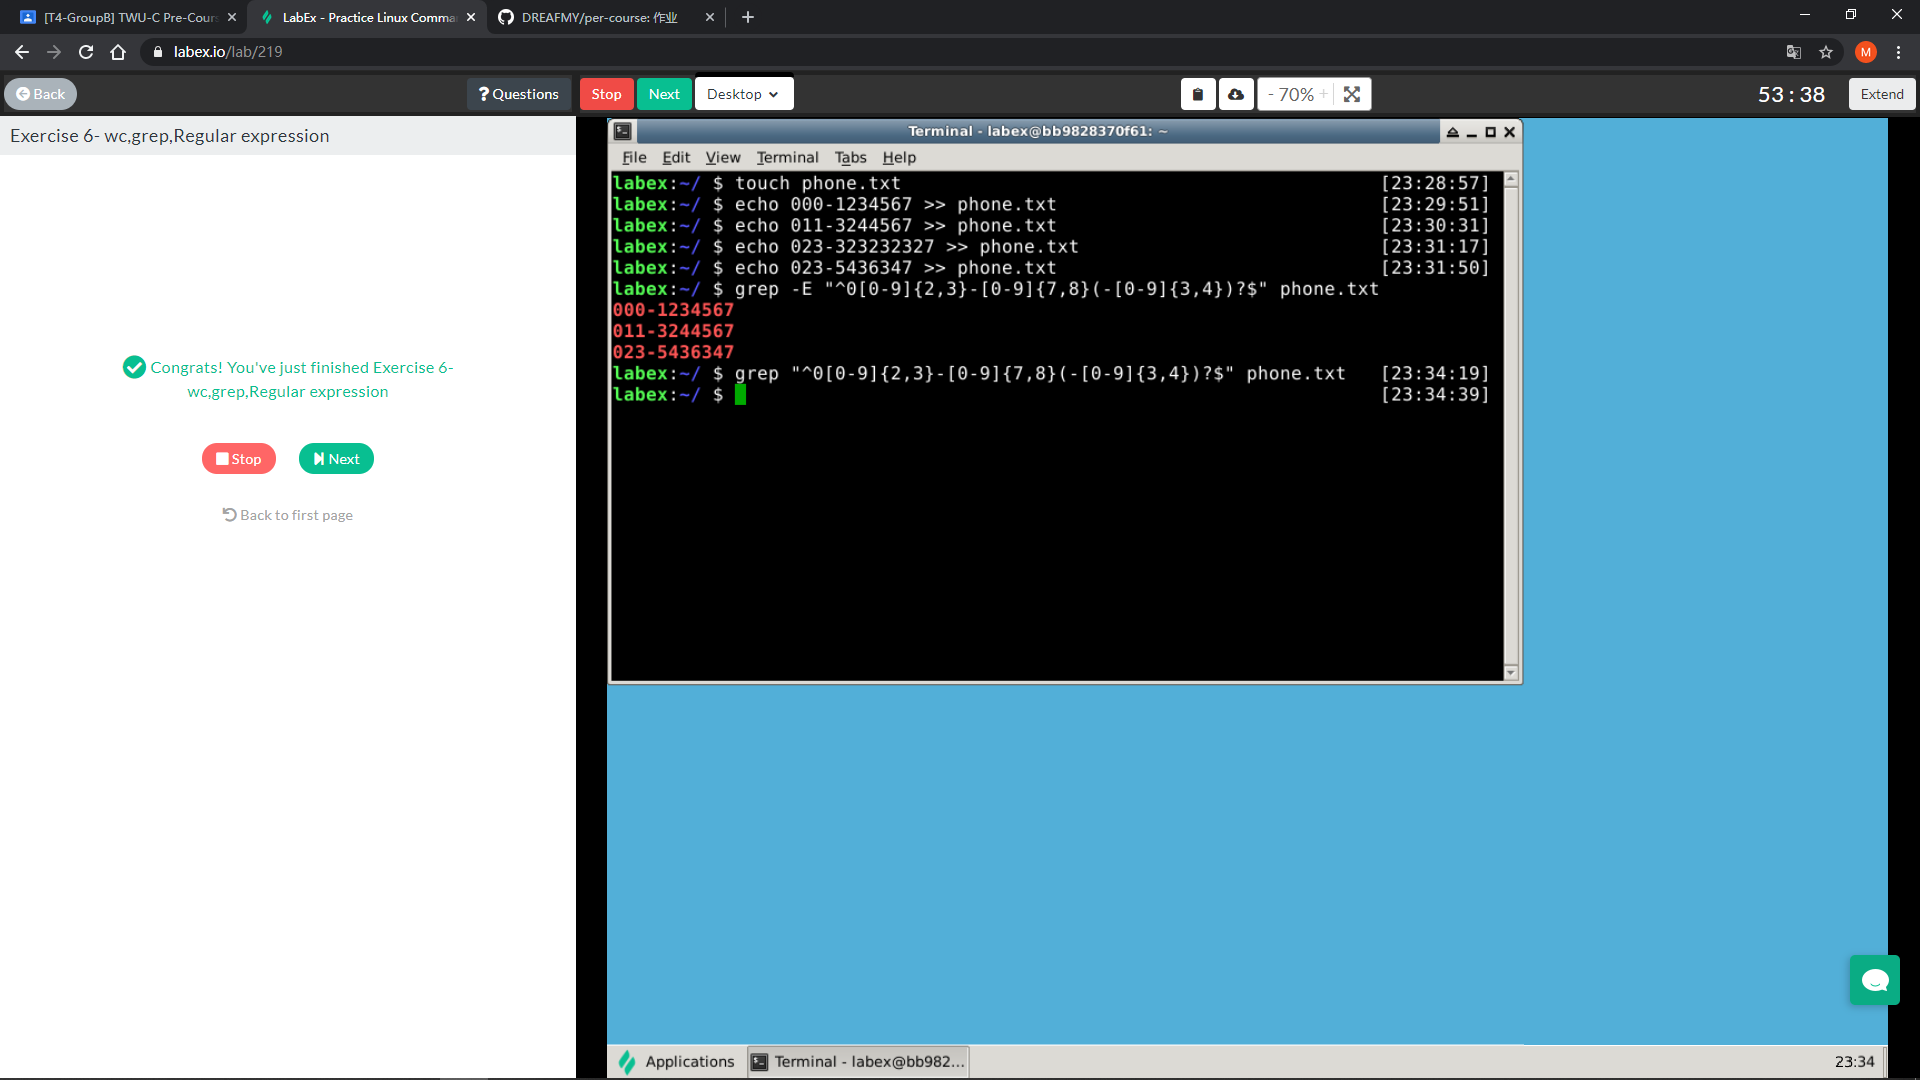 [T4-GroupB] TWU-C Pre-Cour
LabEx - Practice Linux Comma
DREAFMY/per-course: 作业
labex.io/lab/219
M
Back
? Questions
Stop
Next
Desktop
- 70% +
53 : 38
Extend
Exercise 6- wc,grep,Regular expression
Congrats! You've just finished Exercise 6-
wc,grep,Regular expression
Stop
Next
Back to first page
Terminal - labex@bb9828370f61: ~
File Edit View Terminal Tabs Help
labex:~/ $ touch phone.txt [23:28:57]
labex:~/ $ echo 000-1234567 >> phone.txt [23:29:51]
labex:~/ $ echo 011-3244567 >> phone.txt [23:30:31]
labex:~/ $ echo 023-323232327 >> phone.txt [23:31:17]
labex:~/ $ echo 023-5436347 >> phone.txt [23:31:50]
labex:~/ $ grep -E "^0[0-9]{2,3}-[0-9]{7,8}(-[0-9]{3,4})?$" phone.txt
000-1234567
011-3244567
023-5436347
labex:~/ $ grep "^0[0-9]{2,3}-[0-9]{7,8}(-[0-9]{3,4})?$" phone.txt [23:34:19]
labex:~/ $ [23:34:39]
Applications
Terminal - labex@bb982...
23:34